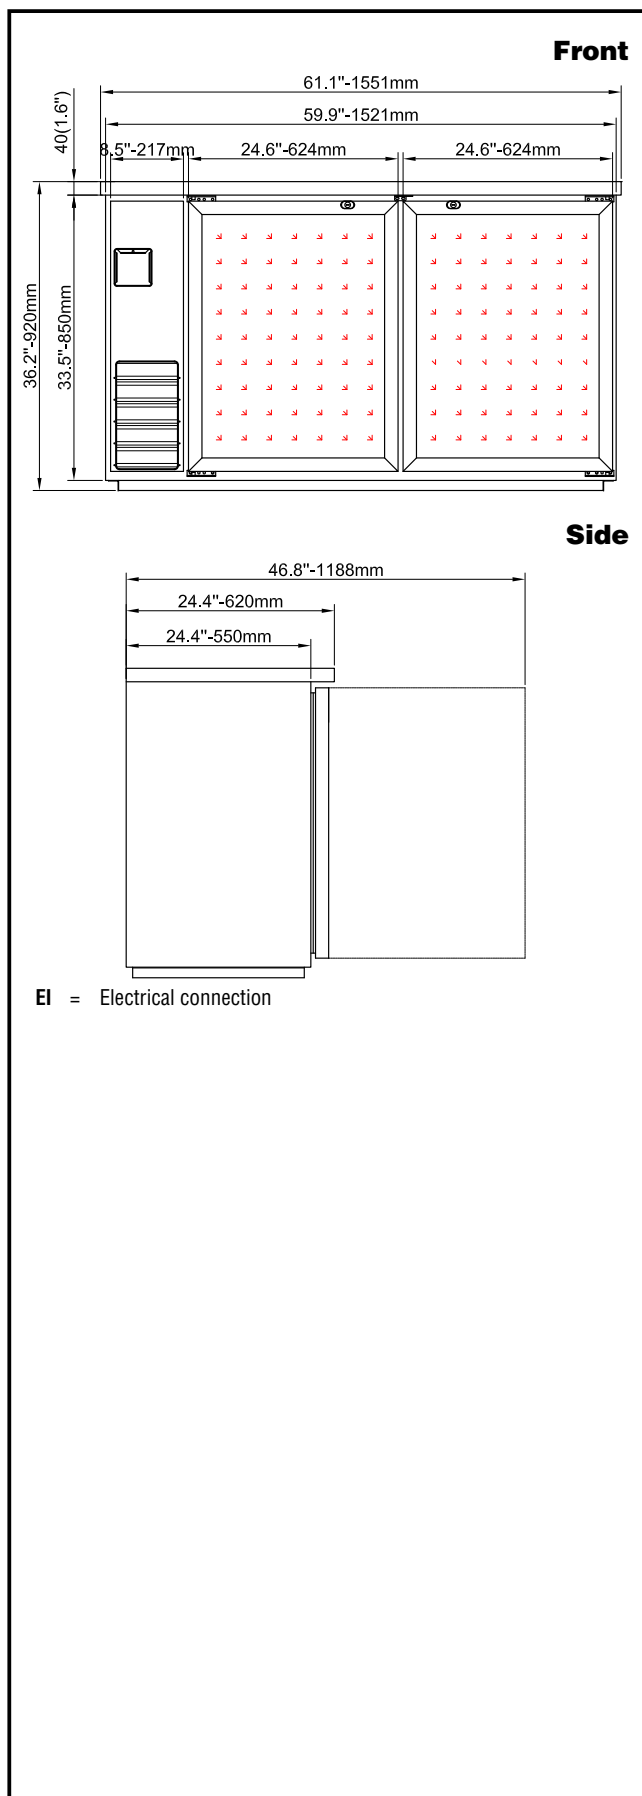 Front
61.1"-1551mm
59.9"-1521mm
40(1.6")
8.5"-217mm
24.6"-624mm
24.6"-624mm
36.2"-920mm
33.5"-850mm
Side
46.8"-1188mm
24.4"-620mm
24.4"-550mm
EI = Electrical connection